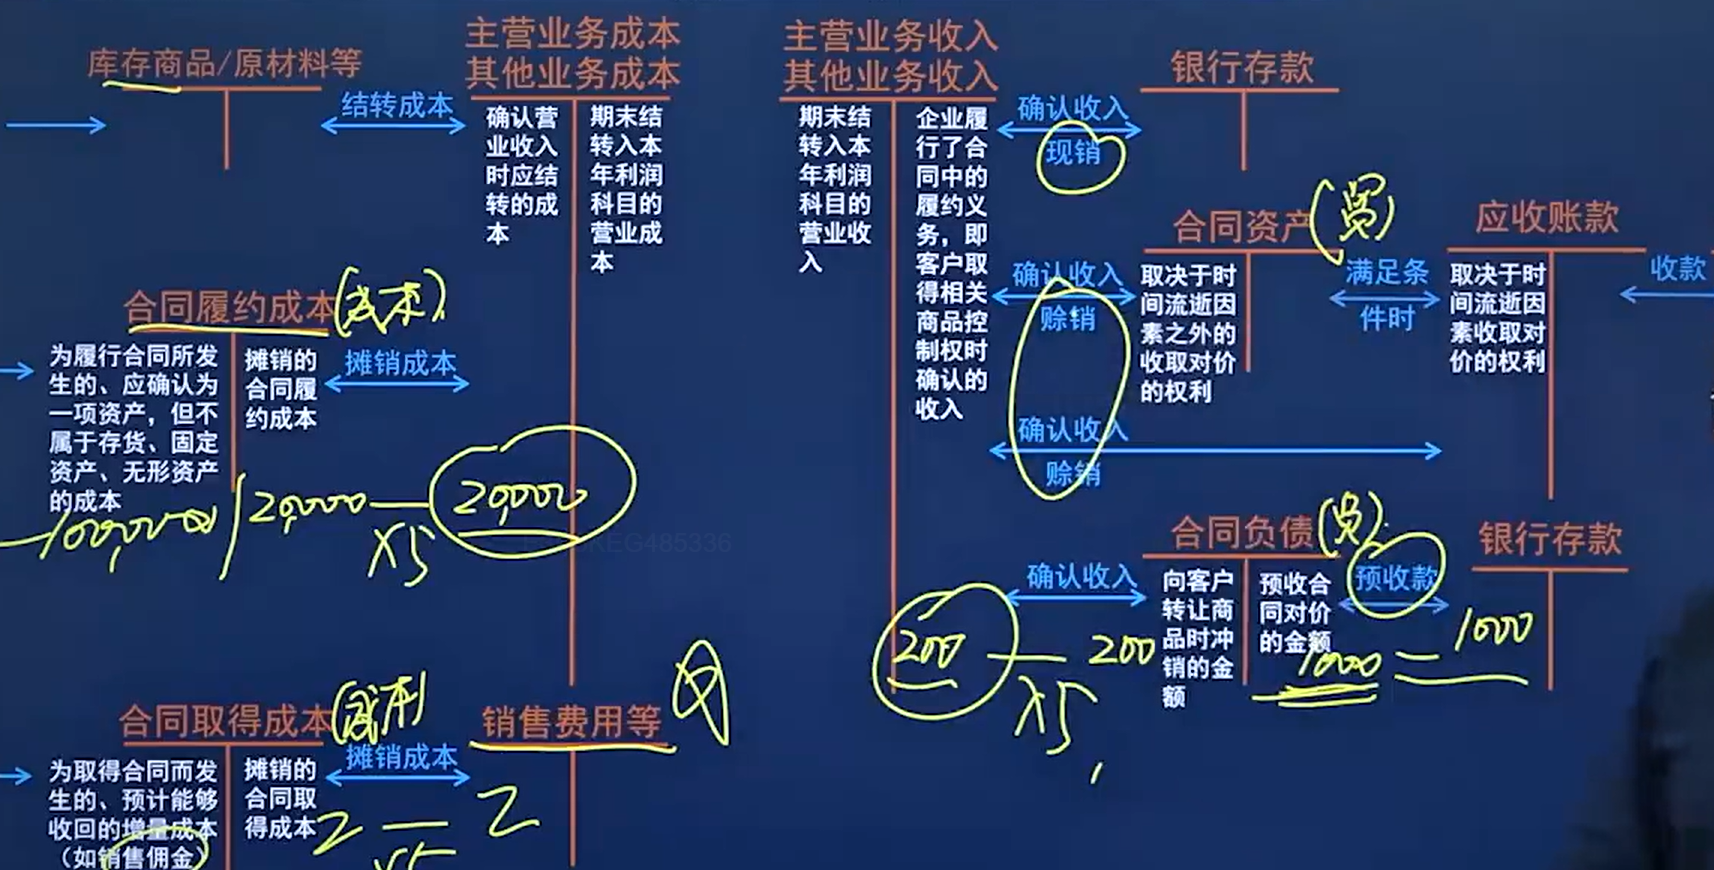 库存商品/原材料等
结转成本
主营业务成本
其他业务成本
确认营
业收入
时应结
转的成
本
期末结
转入本
年利润
科目的
营业成
本
主营业务收入
其他业务收入
期末结
转入本
年利润
科目的
营业收
入
企业履
行了合
同中的
履约义
务，即
客户取
得相关
商品控
制权时
确认的
收入
确认收入
现销
银行存款
确认收入
赊销
合同资产
取决于时
间流逝因
素之外的
收取对价
的权利
满足条
件时
应收账款
取决于时
间流逝因
素收取对
价的权利
收款
确认收入
赊销
合同履约成本
(成本)
为履行合同所发
生的、应确认为
一项资产，但不
属于存货、固定
资产、无形资产
的成本
摊销的
合同履
约成本
摊销成本
100,000
20,000
20,000
X5
REG485336
确认收入
合同负债
向客户
转让商
品时冲
销的金
额
预收合
同对价
的金额
预收款
银行存款
200
200
X5
1000
1000
合同取得成本
(成本)
为取得合同而发
生的、预计能够
收回的增量成本
（如销售佣金）
摊销的
合同取
得成本
摊销成本
销售费用等
2
2
X5